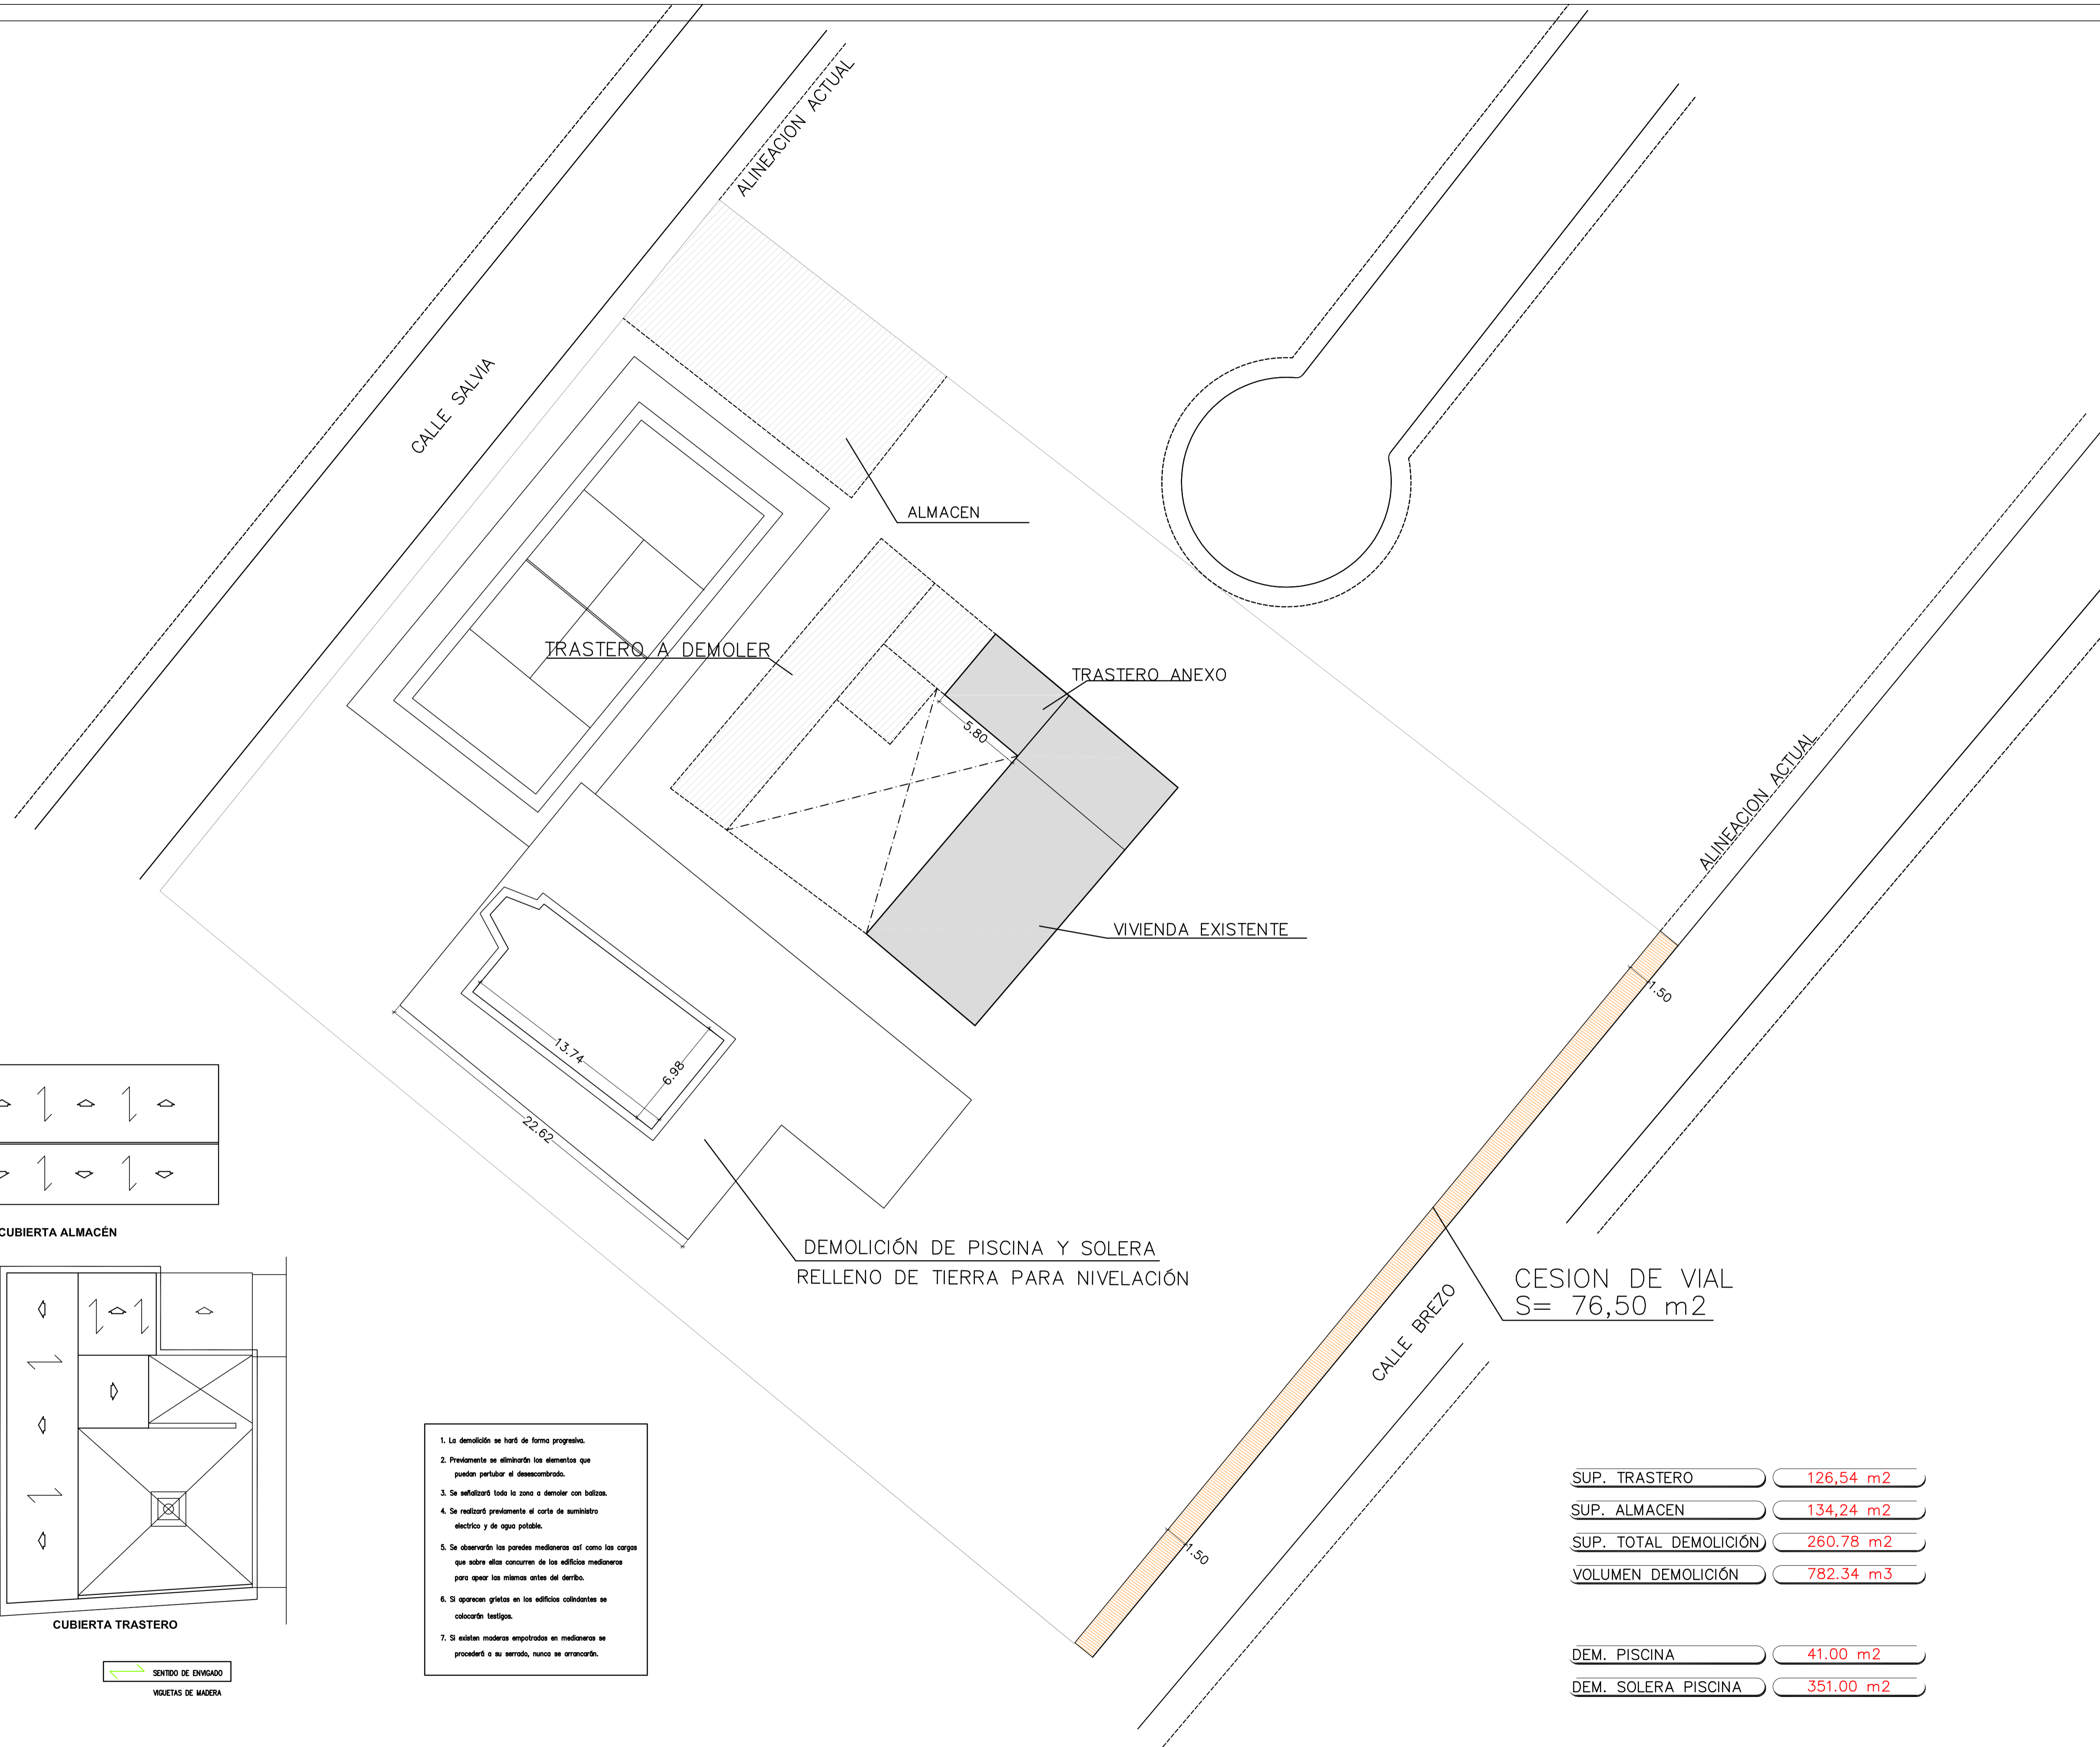 ALINEACION ACTUAL
CALLE SALVIA
ALMACEN
TRASTERO A DEMOLER
TRASTERO ANEXO
5.80
ALINEACION ACTUAL
VIVIENDA EXISTENTE
1.50
13.74
6.98
22.62
CUBIERTA ALMACÉN
DEMOLICIÓN DE PISCINA Y SOLERA
RELLENO DE TIERRA PARA NIVELACIÓN
CESION DE VIAL
S= 76,50 m2
CALLE BREZO
1.50
CUBIERTA TRASTERO
SENTIDO DE ENVIGADO
VIGUETAS DE MADERA
1. La demolición se hará de forma progresiva.
2. Previamente se eliminarán los elementos que
puedan pertubar el desescombrado.
3. Se señalizará toda la zona a demoler con balizas.
4. Se realizará previamente el corte de suministro
electrico y de agua potable.
5. Se observarán las paredes medianeras así como las cargas
que sobre ellas concurren de los edificios medianeros
para apear las mismas antes del derribo.
6. Si aparecen grietas en los edificios colindantes se
colocarán testigos.
7. Si existen maderas empotradas en medianeras se
procederá a su serrado, nunca se arrancarán.
SUP. TRASTERO 126,54 m2
SUP. ALMACEN 134,24 m2
SUP. TOTAL DEMOLICIÓN 260.78 m2
VOLUMEN DEMOLICIÓN 782.34 m3
DEM. PISCINA 41.00 m2
DEM. SOLERA PISCINA 351.00 m2